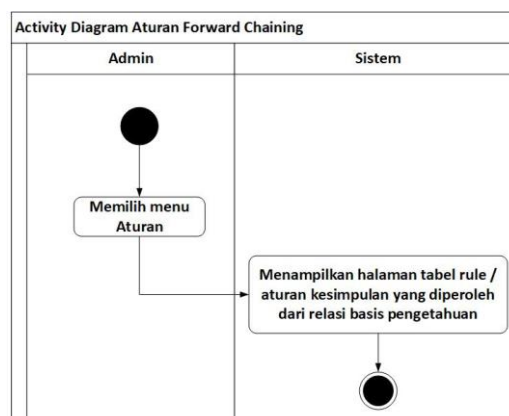 Activity Diagram Aturan Forward Chaining
Admin
Sistem
Memilih menu
Aturan
Menampilkan halaman tabel rule /
aturan kesimpulan yang diperoleh
dari relasi basis pengetahuan